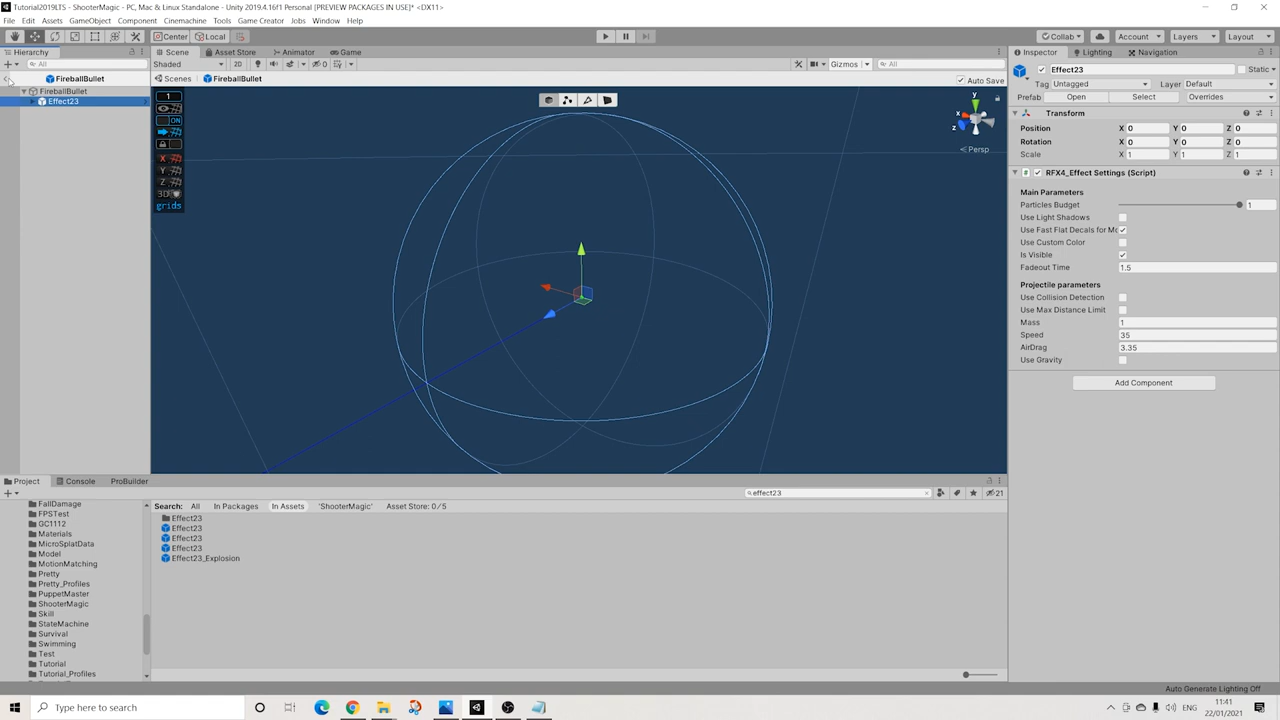 Tutorial2019LTS - ShooterMagic - PC, Mac & Linux Standalone - Unity 2019.4.16f1 Personal [PREVIEW PACKAGES IN USE]* <DX11>
File Edit Assets GameObject Component Cinemachine Tools Game Creator Jobs Window Help
Center Local Collab Account Layers Layout
Hierarchy Scene Asset Store Animator Game Inspector Lighting Navigation
All Shaded 2D 0 Gizmos All Effect23 Static
FireballBullet Scenes FireballBullet Auto Save Tag Untagged Layer Default
FireballBullet
Effect23
Prefab Open Select Overrides
1
ON
X
Y
Z
3D
grids
y
x
z
Persp
Transform
Position X 0 Y 0 Z 0
Rotation X 0 Y 0 Z 0
Scale X 1 Y 1 Z 1
RFX4_Effect Settings (Script)
Main Parameters
Particles Budget 1
Use Light Shadows
Use Fast Flat Decals for Mo
Use Custom Color
Is Visible
Fadeout Time 1.5
Projectile parameters
Use Collision Detection
Use Max Distance Limit
Mass 1
Speed 35
AirDrag 3.35
Use Gravity
Add Component
Project Console ProBuilder
effect23 21
Search: All In Packages In Assets 'ShooterMagic' Asset Store: 0/5
FallDamage
FPSTest
GC1112
Materials
MicroSplatData
Model
MotionMatching
Pretty
Pretty_Profiles
PuppetMaster
ShooterMagic
Skill
StateMachine
Survival
Swimming
Test
Tutorial
Tutorial_Profiles
Effect23
Effect23
Effect23
Effect23
Effect23_Explosion
Auto Generate Lighting Off
Type here to search
ENG
11:41
22/01/2021